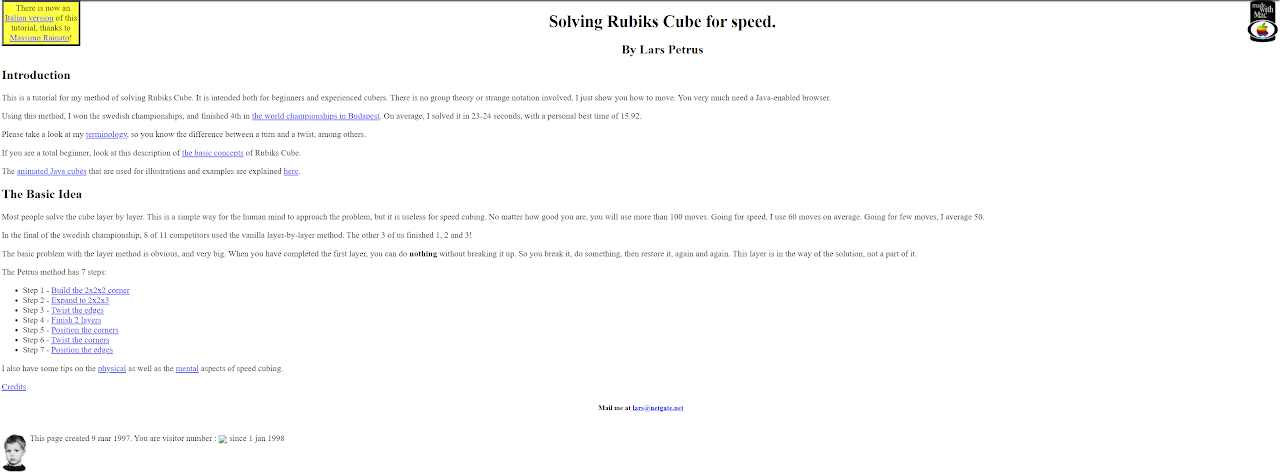 There is now an
Italian version of this
tutorial, thanks to
Massimo Rainato!
Solving Rubiks Cube for speed.
made
With
Mac
By Lars Petrus
Introduction
This is a tutorial for my method of solving Rubiks Cube. It is intended both for beginners and experienced cubers. There is no group theory or strange notation involved, I just show you how to move. You very much need a Java-enabled browser.
Using this method, I won the swedish championships, and finished 4th in the world championships in Budapest. On average, I solved it in 23-24 seconds, with a personal best time of 15.92.
Please take a look at my terminology, so you know the difference between a turn and a twist, among others.
If you are a total beginner, look at this description of the basic concepts of Rubiks Cube.
The animated Java cubes that are used for illustrations and examples are explained here.
The Basic Idea
Most people solve the cube layer by layer. This is a simple way for the human mind to approach the problem, but it is useless for speed cubing. No matter how good you are, you will use more than 100 moves. Going for speed, I use 60 moves on average. Going for few moves, I average 50.
In the final of the swedish championship, 8 of 11 competitors used the vanilla layer-by-layer method. The other 3 of us finished 1, 2 and 3!
The basic problem with the layer method is obvious, and very big. When you have completed the first layer, you can do nothing without breaking it up. So you break it, do something, then restore it, again and again. This layer is in the way of the solution, not a part of it.
The Petrus method has 7 steps:
• Step 1 - Build the 2x2x2 corner
• Step 2 - Expand to 2x2x3
• Step 3 - Twist the edges
• Step 4 - Finish 2 layers
• Step 5 - Position the corners
• Step 6 - Twist the corners
• Step 7 - Position the edges
I also have some tips on the physical as well as the mental aspects of speed cubing.
Credits.
Mail me at lars@netgate.net
This page created 9 mar 1997. You are visitor number : since 1 jan 1998